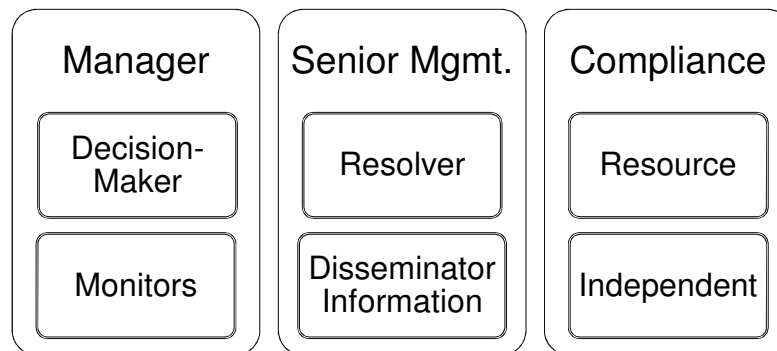 Manager
Decision-
Maker
Monitors
Senior Mgmt.
Resolver
Disseminator
Information
Compliance
Resource
Independent